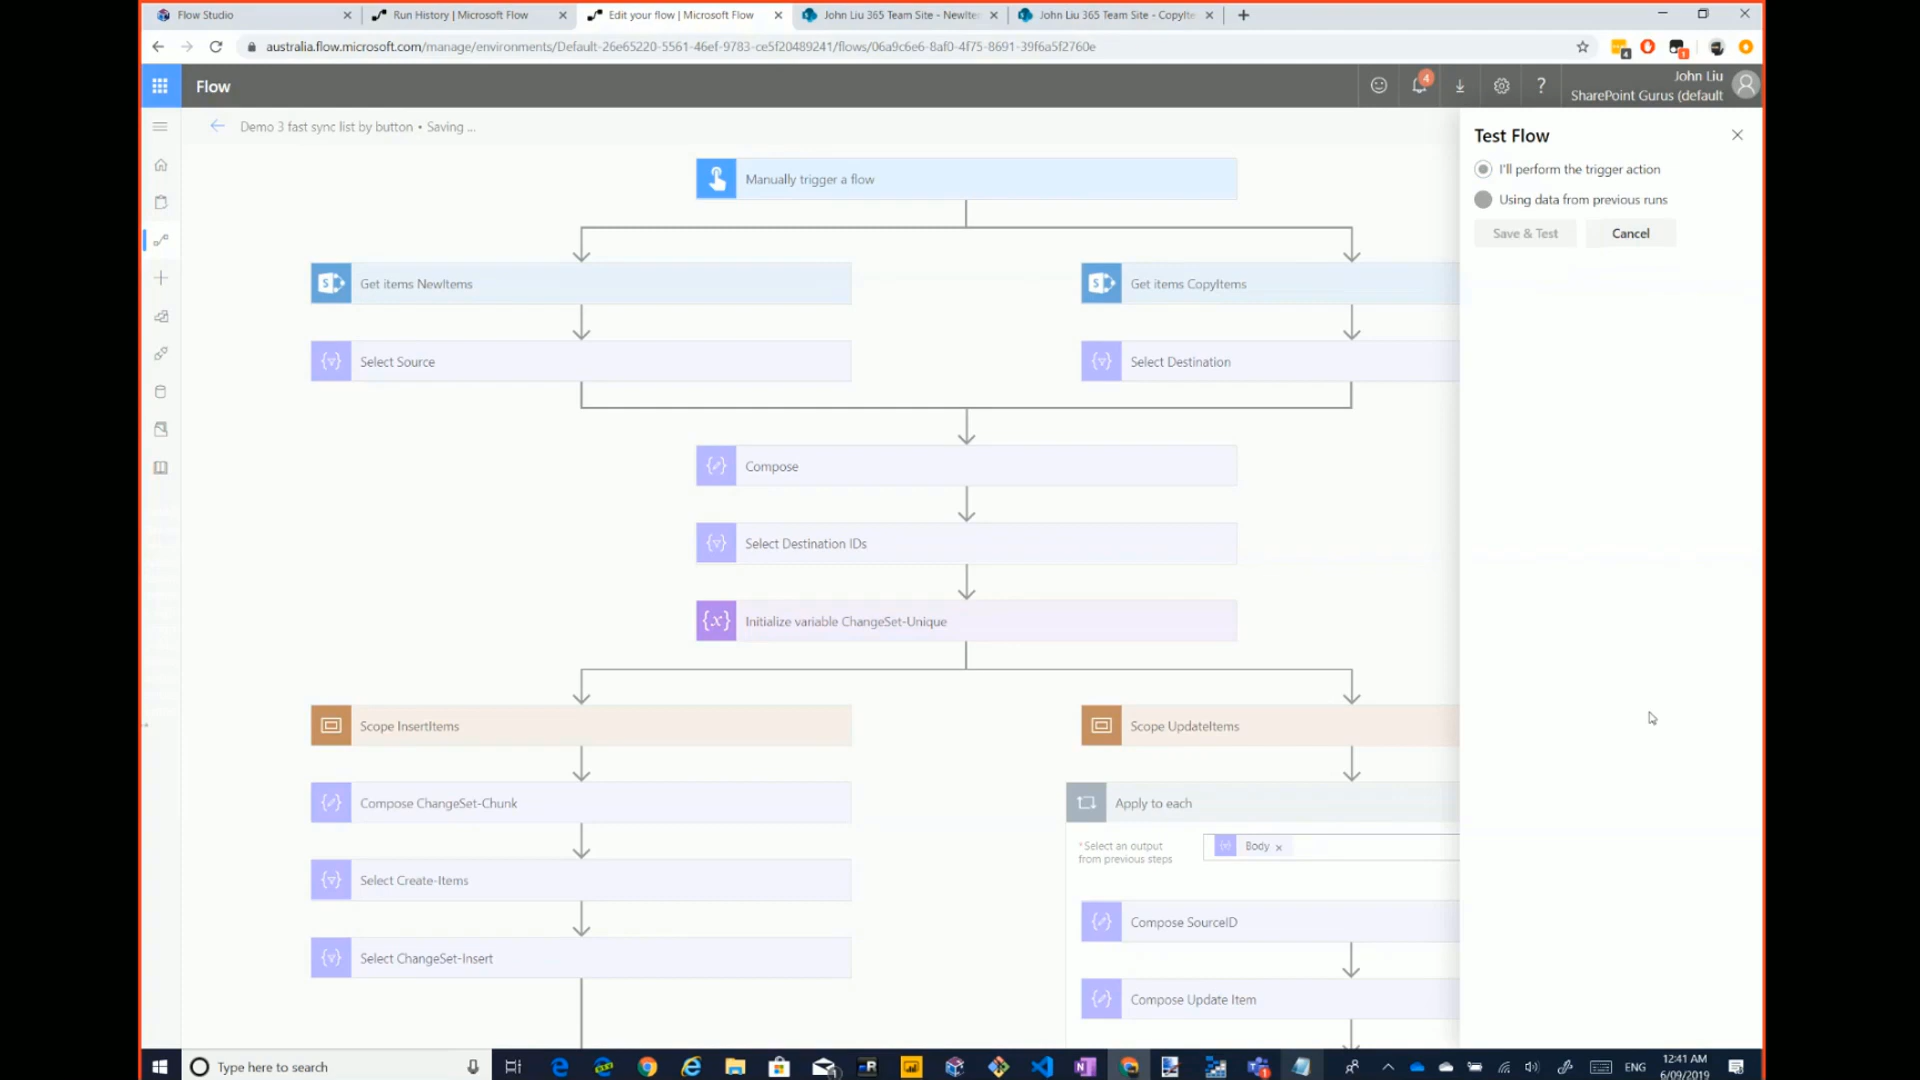 Flow Studio
Run History | Microsoft Flow
Edit your flow | Microsoft Flow
John Liu 365 Team Site - NewIte
John Liu 365 Team Site - CopyIte
australia.flow.microsoft.com/manage/environments/Default-26e65220-5561-46ef-9783-ce5f20489241/flows/06a9c6e6-8af0-4f75-8691-39f6a5f2760e
Flow
4
?
John Liu
SharePoint Gurus (default
Demo 3 fast sync list by button • Saving ...
Test Flow
I'll perform the trigger action
Using data from previous runs
Save & Test
Cancel
Manually trigger a flow
Get items NewItems
Get items CopyItems
Select Source
Select Destination
Compose
Select Destination IDs
Initialize variable ChangeSet-Unique
Scope InsertItems
Scope UpdateItems
Compose ChangeSet-Chunk
Apply to each
*Select an output
from previous steps
Body ×
Select Create-Items
Compose SourceID
Select ChangeSet-Insert
Compose Update Item
Type here to search
ENG
12:41 AM
6/09/2019